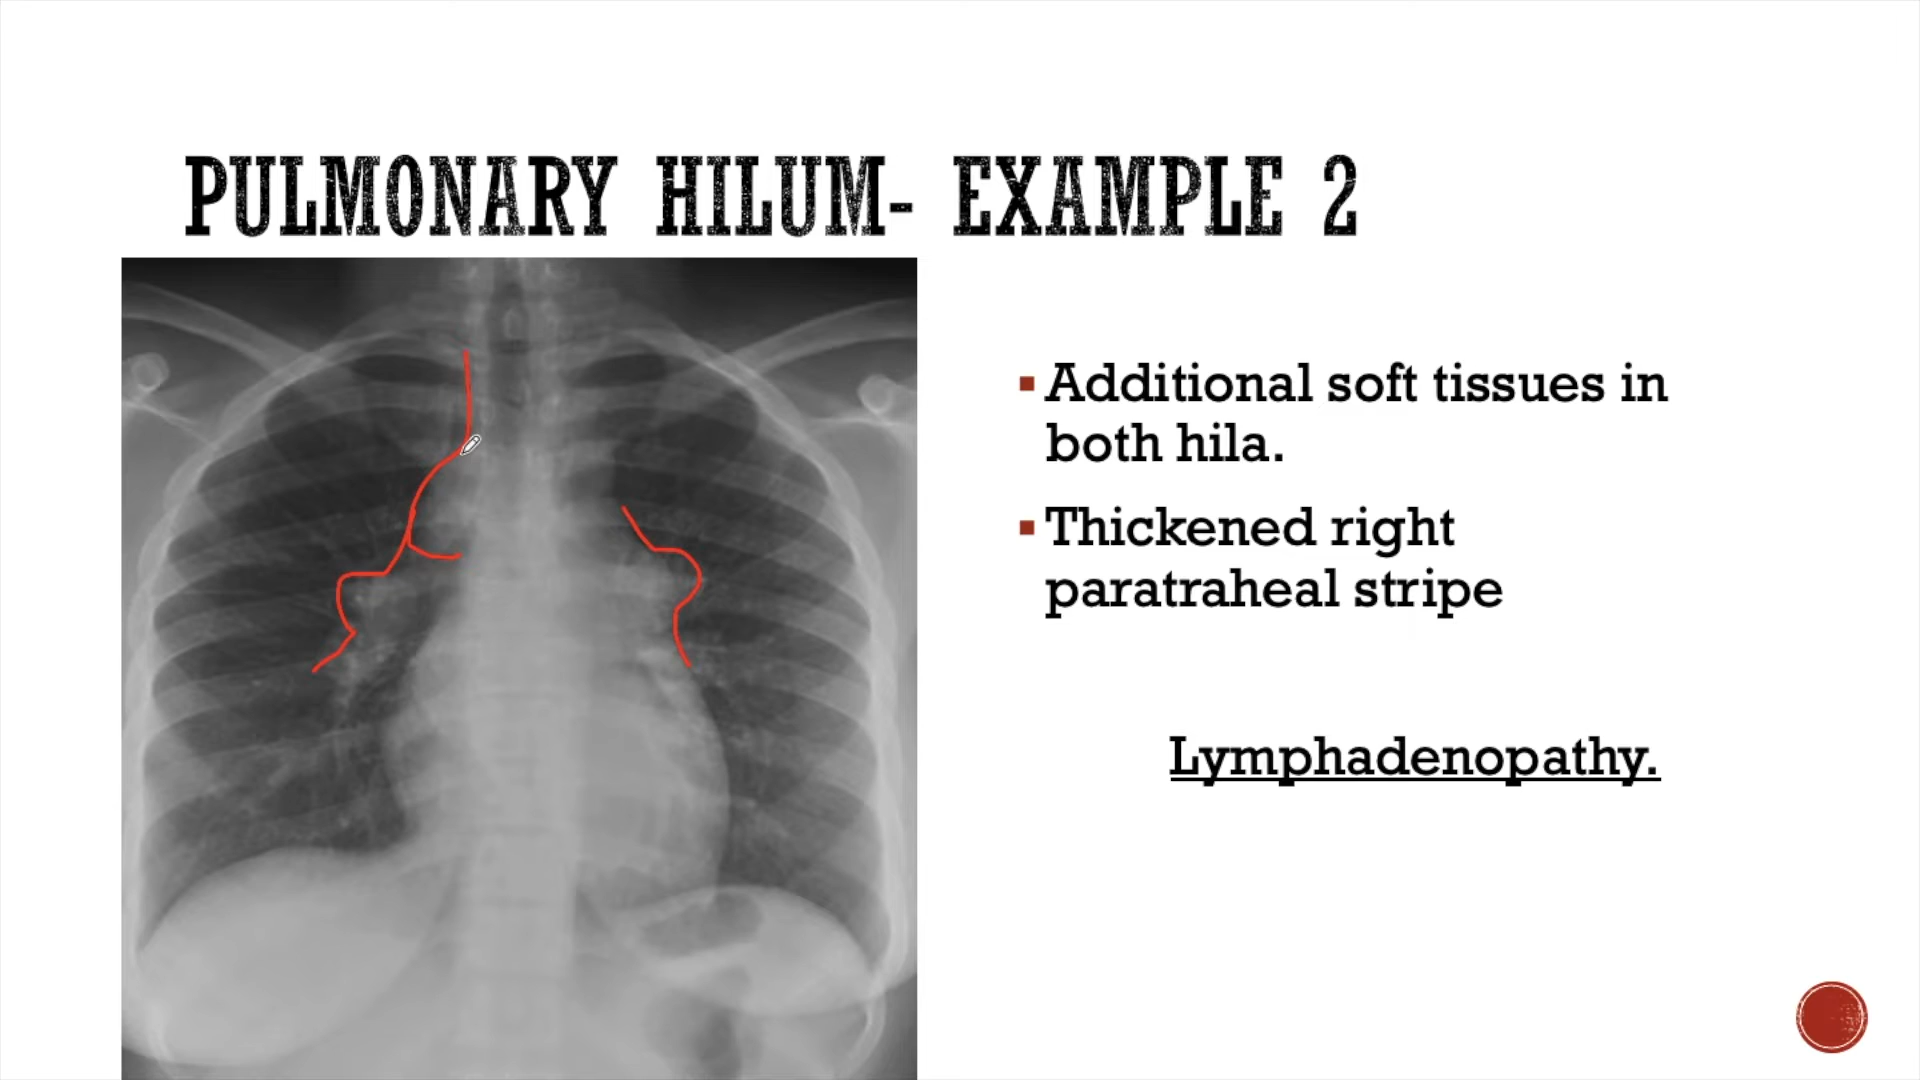 PULMONARY HILUM- EXAMPLE 2
Additional soft tissues in
both hila.
Thickened right
paratraheal stripe
Lymphadenopathy.